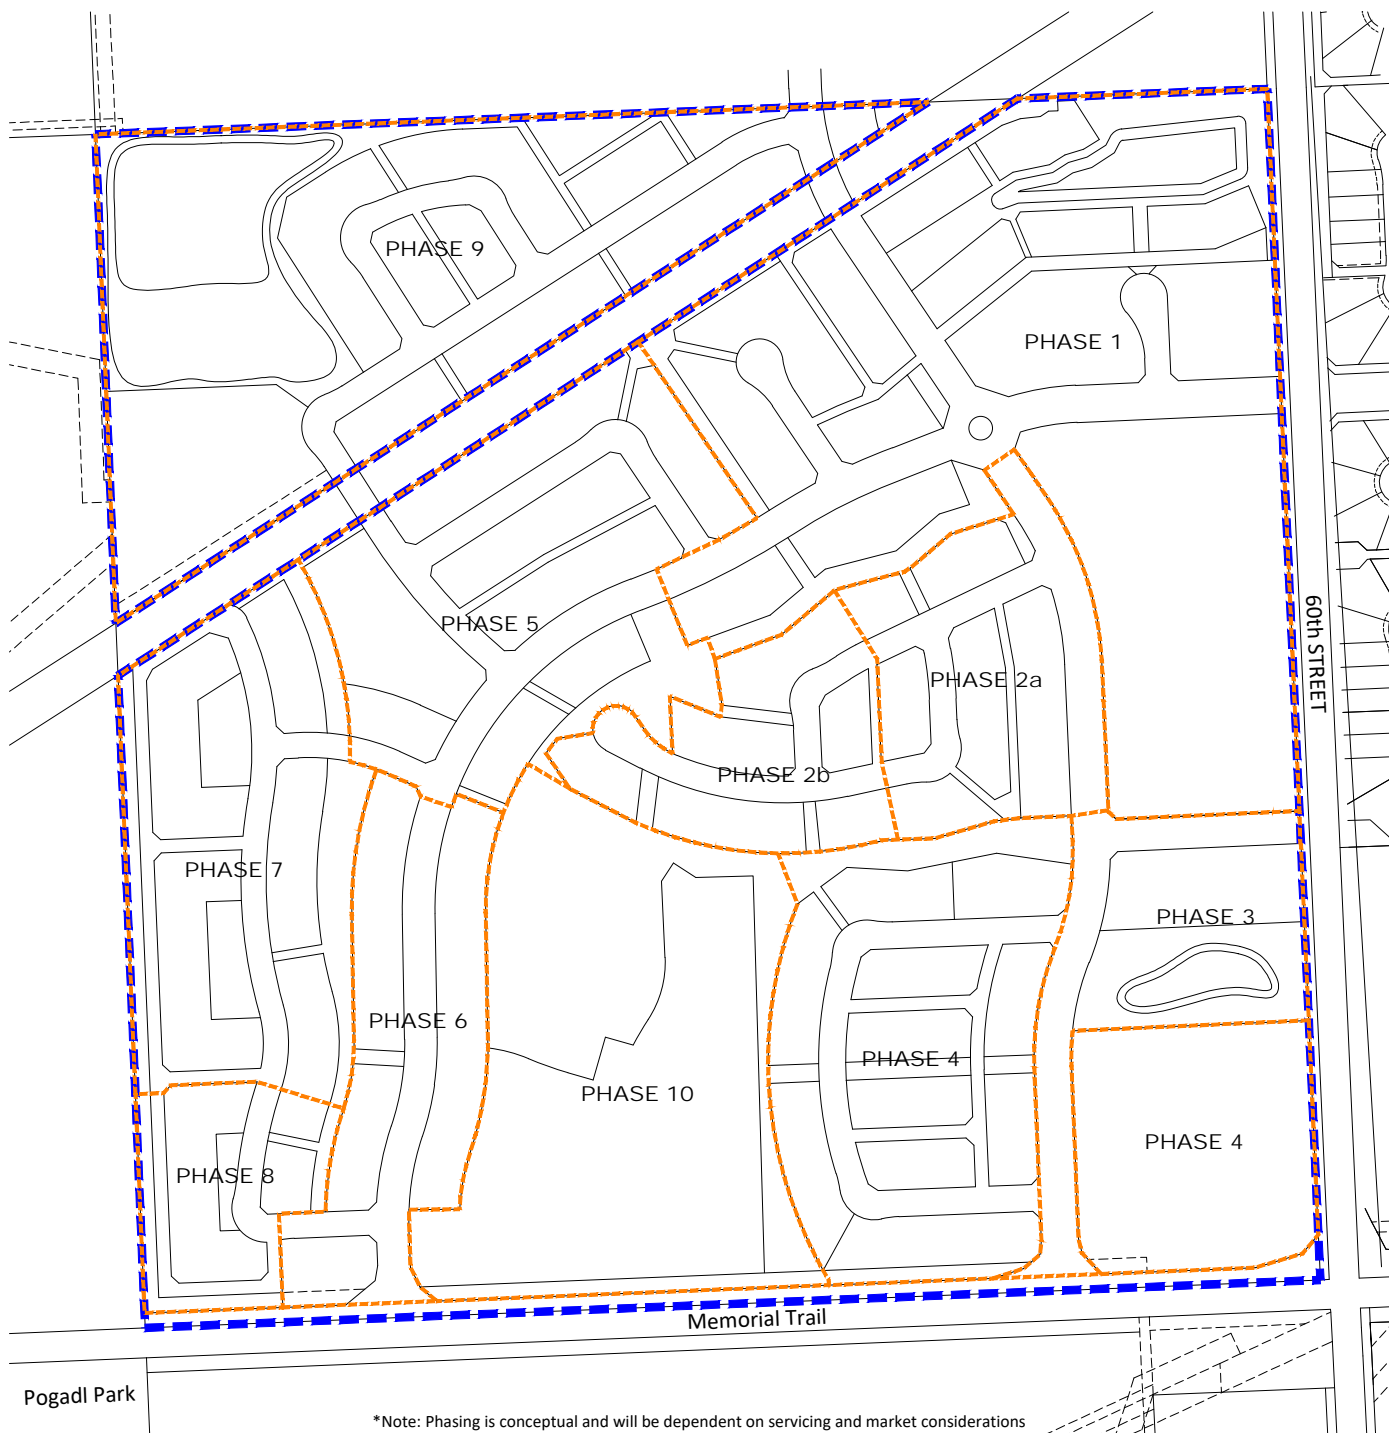 PHASE 9
PHASE 1
60th STREET
PHASE 5
PHASE 2a
PHASE 2b
PHASE 7
PHASE 3
PHASE 6
PHASE 4
PHASE 10
PHASE 4
PHASE 8
Memorial Trail
Pogadl Park
*Note: Phasing is conceptual and will be dependent on servicing and market considerations